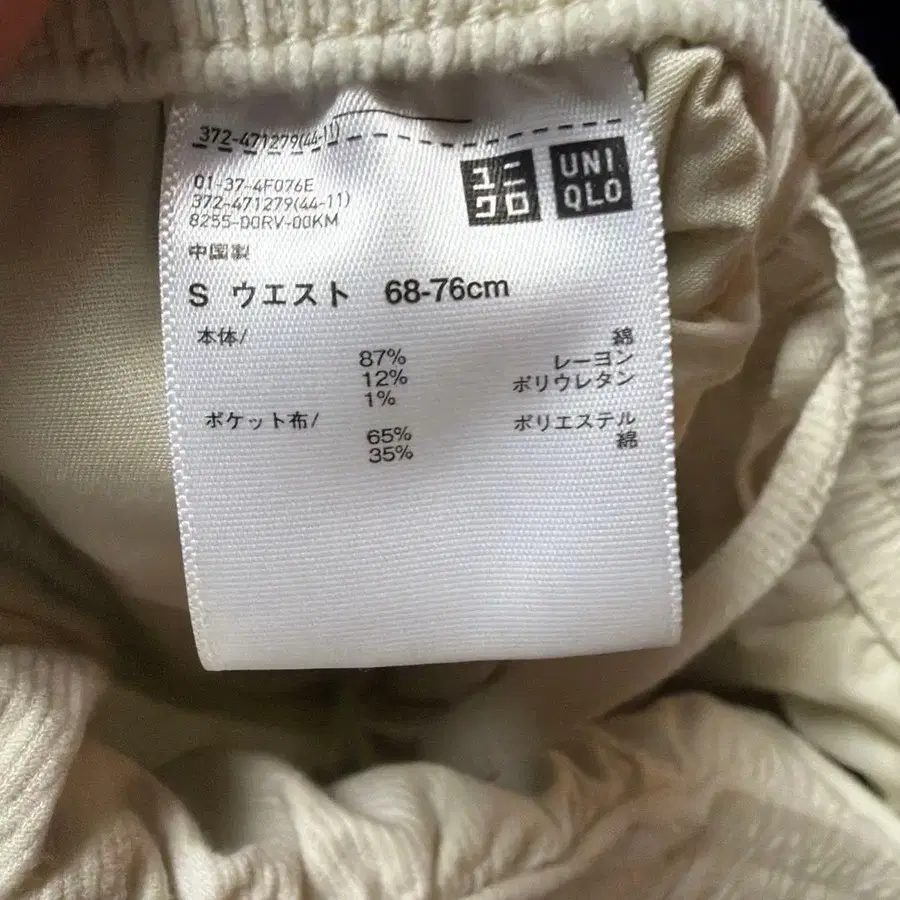 372-471279(44-11)
ユニ
クロ
UNI
QLO
01-37-4F076E
372-471279(44-11)
8255-00RV-00KM
中国製
S ウエスト 68-76cm
本体/
87% 綿
12% レーヨン
1% ポリウレタン
ポケット布/
65% ポリエステル
35% 綿